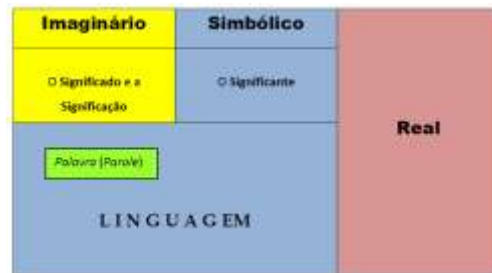 Imaginário
Simbólico
O Significado e a
Significação
O Significante
Real
Palavra (Parole)
LINGUAGEM